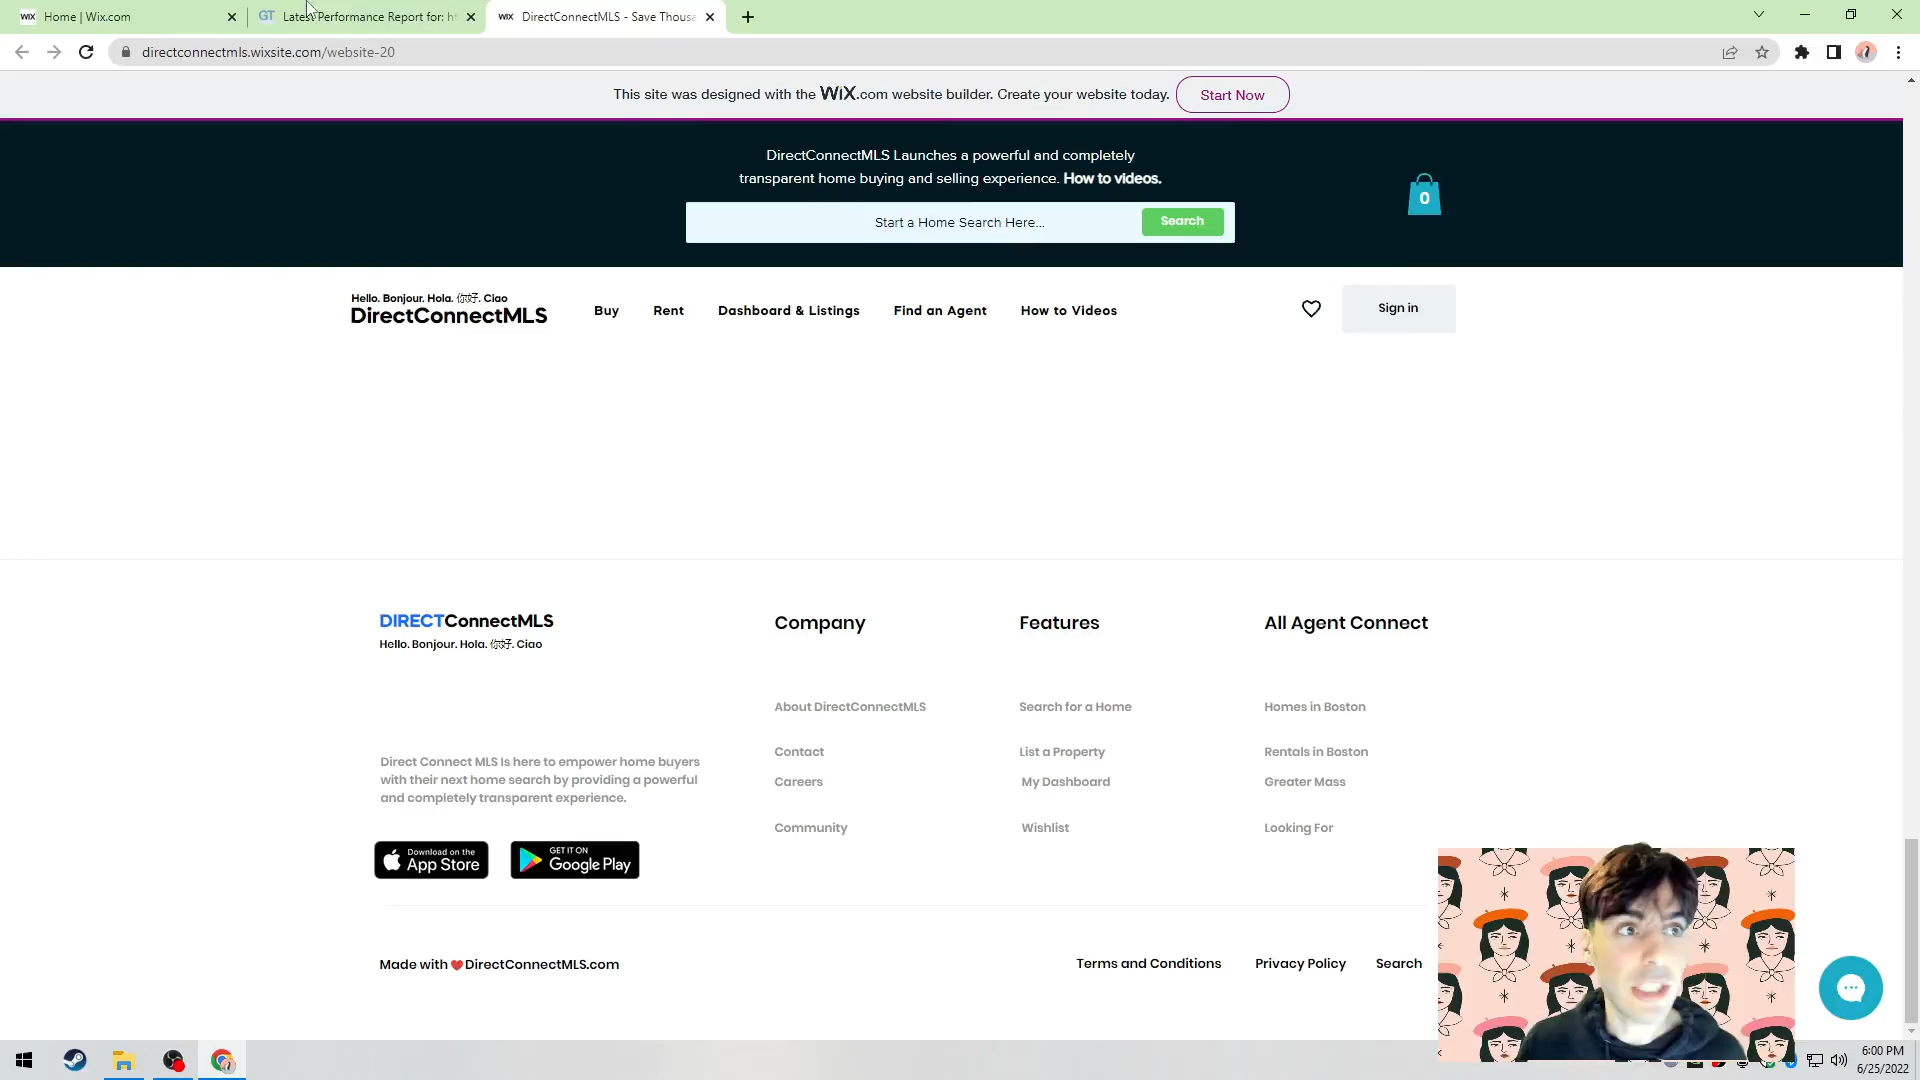 WiX Home | Wix.com
GT Latest Performance Report for: ht
WiX DirectConnectMLS - Save Thousa
directconnectmls.wixsite.com/website-20
This site was designed with the WiX.com website builder. Create your website today. Start Now
DirectConnectMLS Launches a powerful and completely
transparent home buying and selling experience. How to videos.
0
Start a Home Search Here... Search
Hello. Bonjour. Hola. 你好. Ciao
DirectConnectMLS
Buy Rent Dashboard & Listings Find an Agent How to Videos
Sign in
DIRECTConnectMLS
Hello. Bonjour. Hola. 你好. Ciao
Direct Connect MLS Is here to empower home buyers
with their next home search by providing a powerful
and completely transparent experience.
Download on the
App Store
GET IT ON
Google Play
Company
About DirectConnectMLS
Contact
Careers
Community
Features
Search for a Home
List a Property
My Dashboard
Wishlist
All Agent Connect
Homes in Boston
Rentals in Boston
Greater Mass
Looking For
Made with ❤DirectConnectMLS.com
Terms and Conditions Privacy Policy Search
6:00 PM
6/25/2022